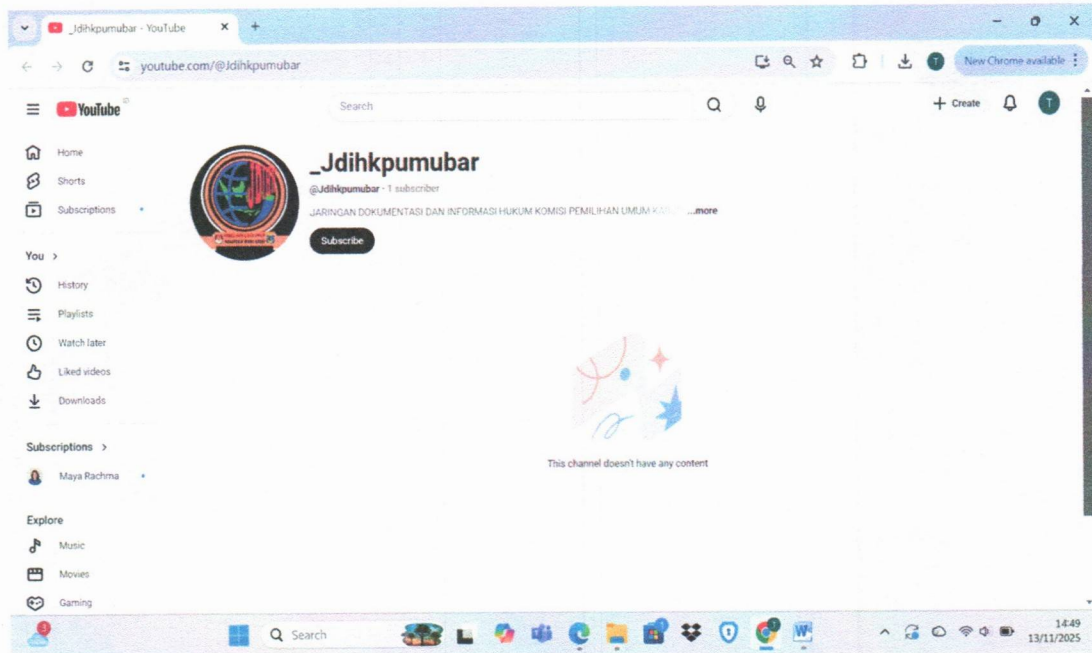 _Jdihkpumubar - YouTube
youtube.com/@Jdihkpumubar
New Chrome available
YouTube ID
Search
+ Create
T
Home
Shorts
Subscriptions
You >
History
Playlists
Watch later
Liked videos
Downloads
Subscriptions >
Maya Rachma
Explore
Music
Movies
Gaming
_Jdihkpumubar
@Jdihkpumubar · 1 subscriber
JARINGAN DOKUMENTASI DAN INFORMASI HUKUM KOMISI PEMILIHAN UMUM ...more
Subscribe
This channel doesn't have any content
3
Search
14:49
13/11/2025